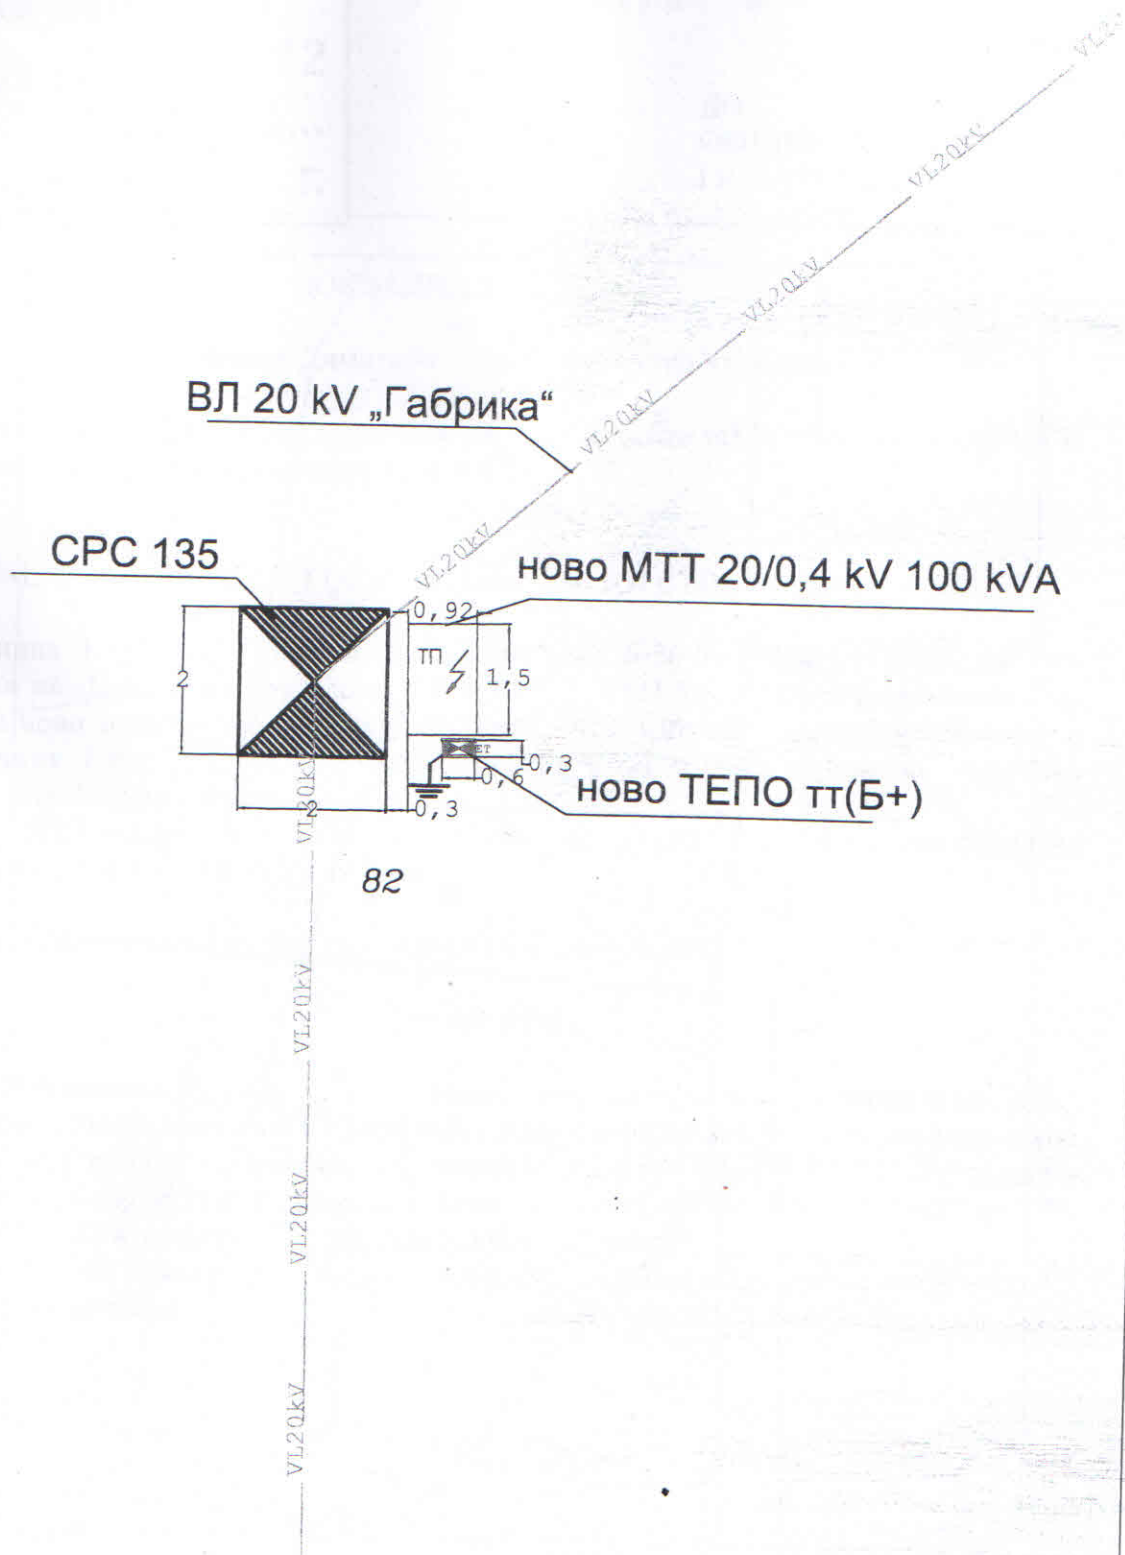 VL20kV
VL20kV
VL20kV
ВЛ 20 kV „Габрика“
VL20kV
VL20kV
СРС 135
ново МТТ 20/0,4 kV 100 kVA
0,92
ТП
2
1,5
ET
0,3
0,6
ново ТЕПО тт(Б+)
2
0,3
VL20kV
82
VL20kV
VL20kV
VL20kV